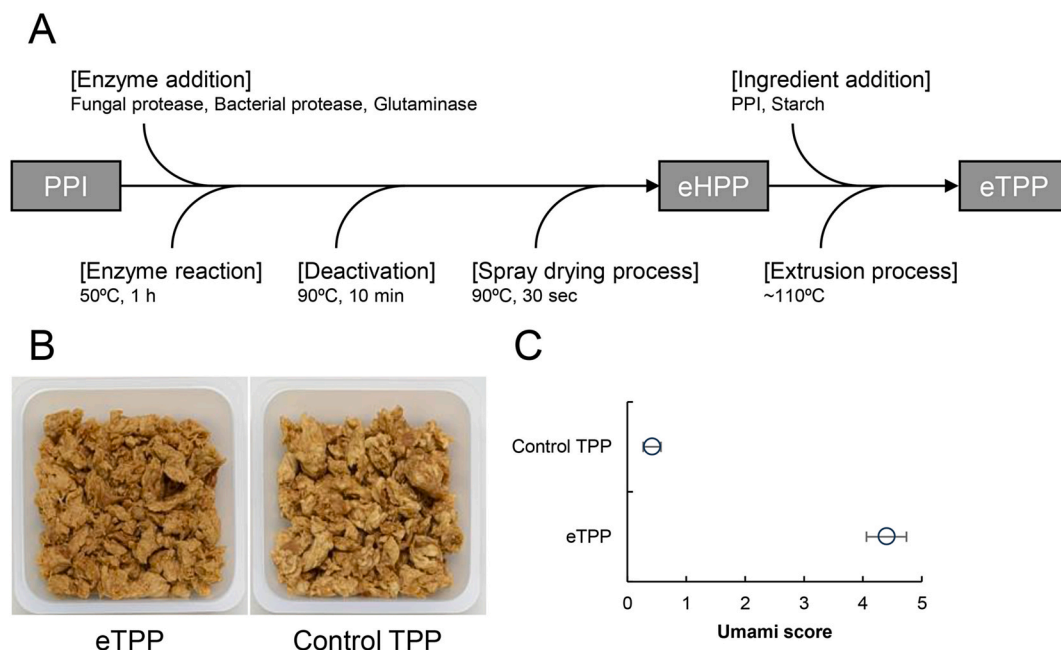 A
[Enzyme addition]
Fungal protease, Bacterial protease, Glutaminase
[Ingredient addition]
PPI, Starch
PPI
eHPP
eTPP
[Enzyme reaction]
50ºC, 1 h
[Deactivation]
90ºC, 10 min
[Spray drying process]
90ºC, 30 sec
[Extrusion process]
~110ºC
B
eTPP
Control TPP
C
Control TPP
eTPP
0 1 2 3 4 5
Umami score